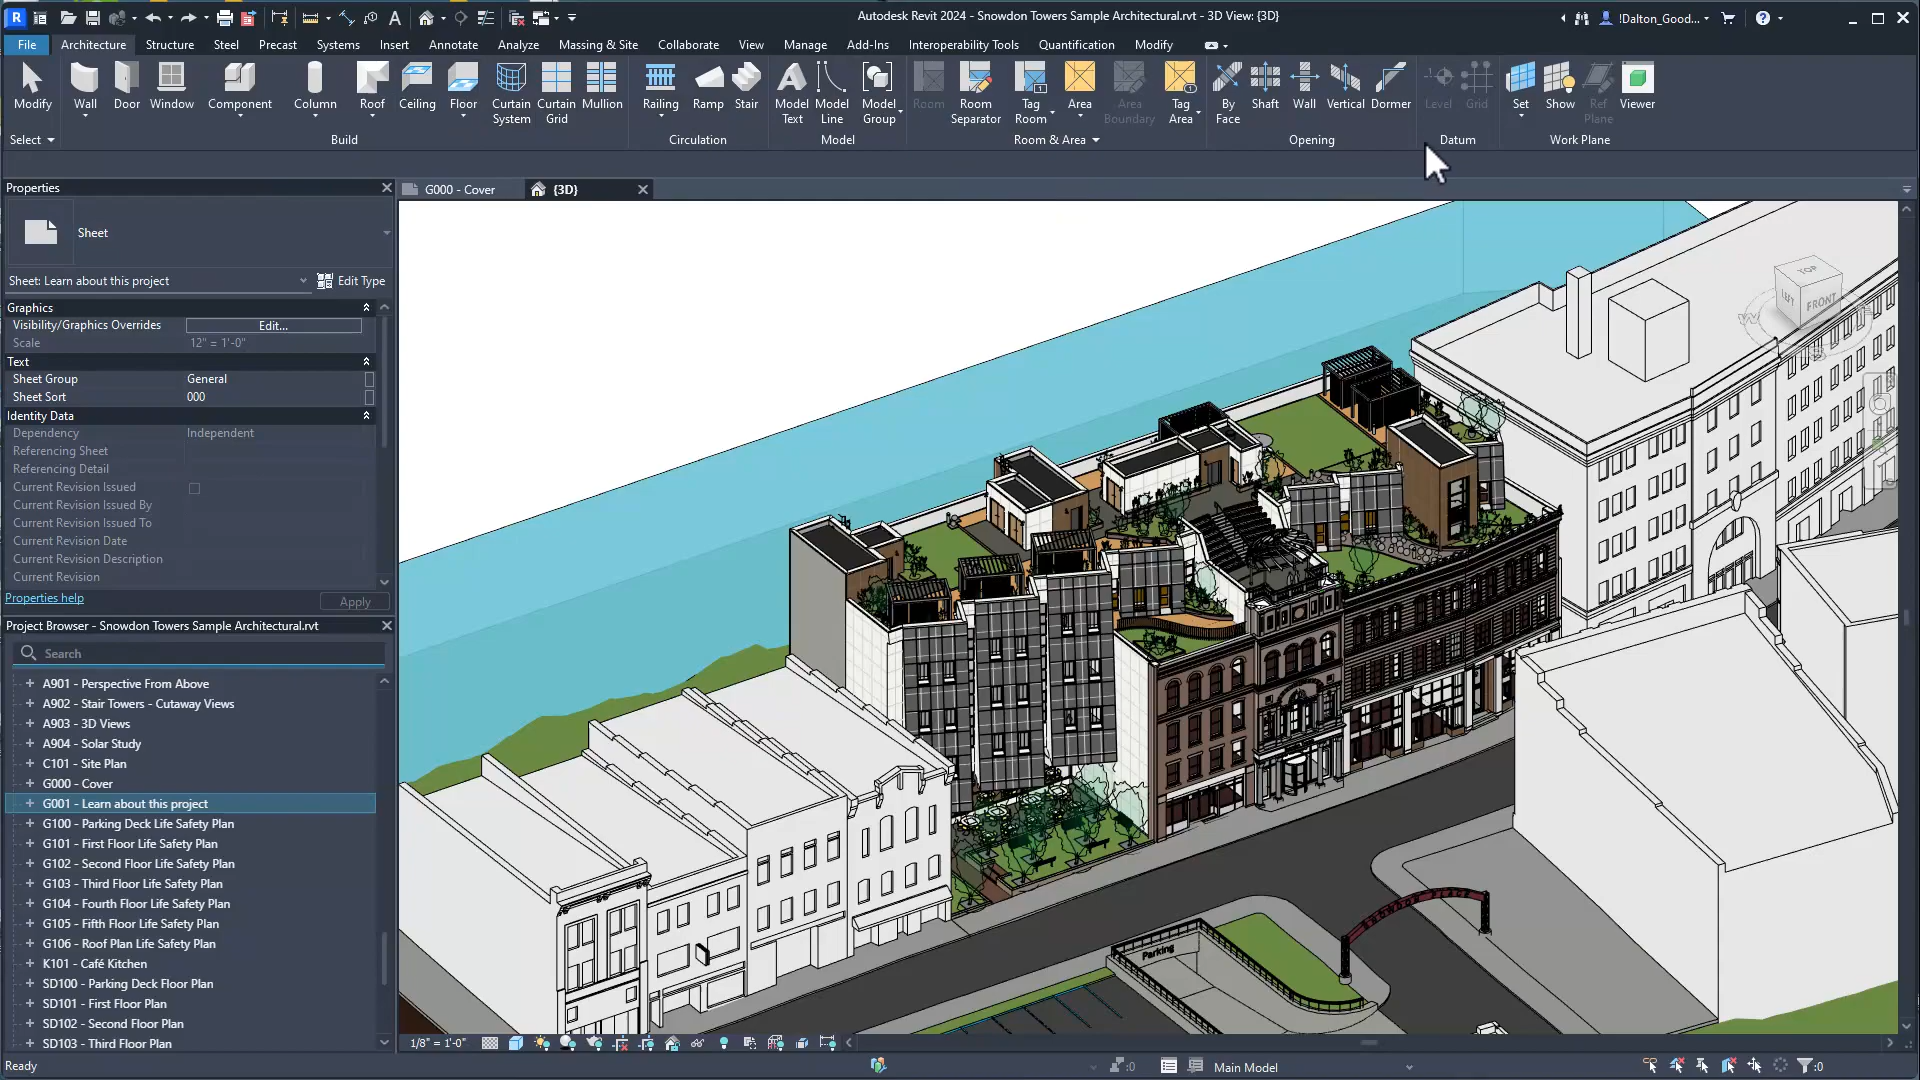 R
A
Autodesk Revit 2024 - Snowdon Towers Sample Architectural.rvt - 3D View: {3D}
!Dalton_Good...
?
File Architecture Structure Steel Precast Systems Insert Annotate Analyze Massing & Site Collaborate View Manage Add-Ins Interoperability Tools Quantification Modify
Modify
Wall
Door
Window
Component
Column
Roof
Ceiling
Floor
Curtain System
Curtain Grid
Mullion
Railing
Ramp
Stair
Model Text
Model Line
Model Group
Room
Room Separator
Tag Room
Area
Area Boundary
Tag Area
By Face
Shaft
Wall
Vertical
Dormer
Level
Grid
Set
Show
Ref Plane
Viewer
Select
Build
Circulation
Model
Room & Area
Opening
Datum
Work Plane
Properties
G000 - Cover
{3D}
Sheet
Sheet: Learn about this project
Edit Type
Graphics
Visibility/Graphics Overrides Edit...
Scale 12" = 1'-0"
Text
Sheet Group General
Sheet Sort 000
Identity Data
Dependency Independent
Referencing Sheet
Referencing Detail
Current Revision Issued
Current Revision Issued By
Current Revision Issued To
Current Revision Date
Current Revision Description
Current Revision
Properties help
Apply
Project Browser - Snowdon Towers Sample Architectural.rvt
Search
A901 - Perspective From Above
A902 - Stair Towers - Cutaway Views
A903 - 3D Views
A904 - Solar Study
C101 - Site Plan
G000 - Cover
G001 - Learn about this project
G100 - Parking Deck Life Safety Plan
G101 - First Floor Life Safety Plan
G102 - Second Floor Life Safety Plan
G103 - Third Floor Life Safety Plan
G104 - Fourth Floor Life Safety Plan
G105 - Fifth Floor Life Safety Plan
G106 - Roof Plan Life Safety Plan
K101 - Café Kitchen
SD100 - Parking Deck Floor Plan
SD101 - First Floor Plan
SD102 - Second Floor Plan
SD103 - Third Floor Plan
TOP
LEFT
FRONT
W
Parking
1/8" = 1'-0"
Ready
:0
Main Model
:0